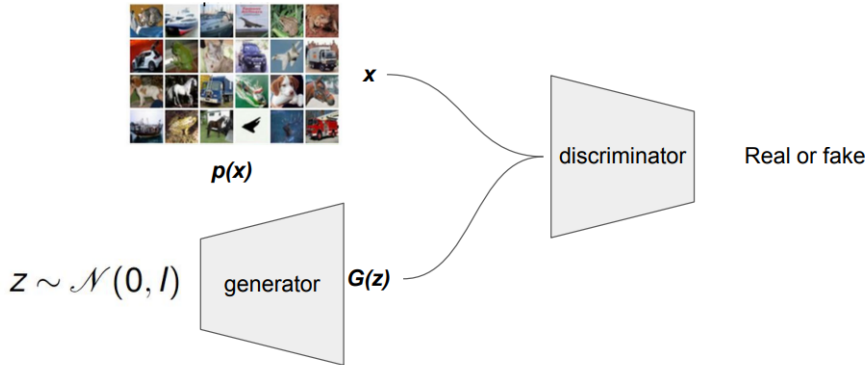 x
discriminator
Real or fake
p(x)
z ∼ 𝒩(0, I)
generator
G(z)